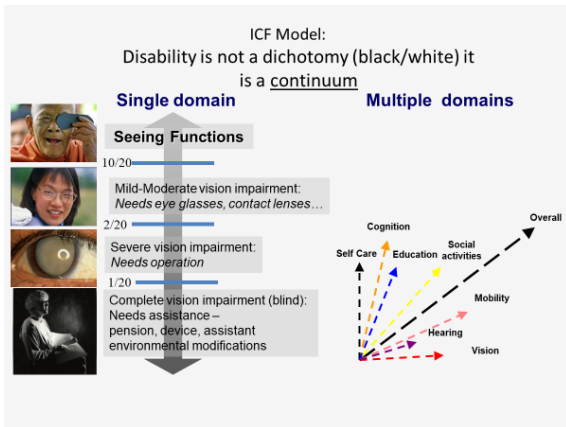 ICF Model:
Disability is not a dichotomy (black/white) it
is a continuum
Single domain
Seeing Functions
10/20
Mild-Moderate vision impairment:
Needs eye glasses, contact lenses…
2/20
Severe vision impairment:
Needs operation
1/20
Complete vision impairment (blind):
Needs assistance –
pension, device, assistant
environmental modifications
Multiple domains
Overall
Cognition
Self Care
Education
Social
activities
Mobility
Hearing
Vision